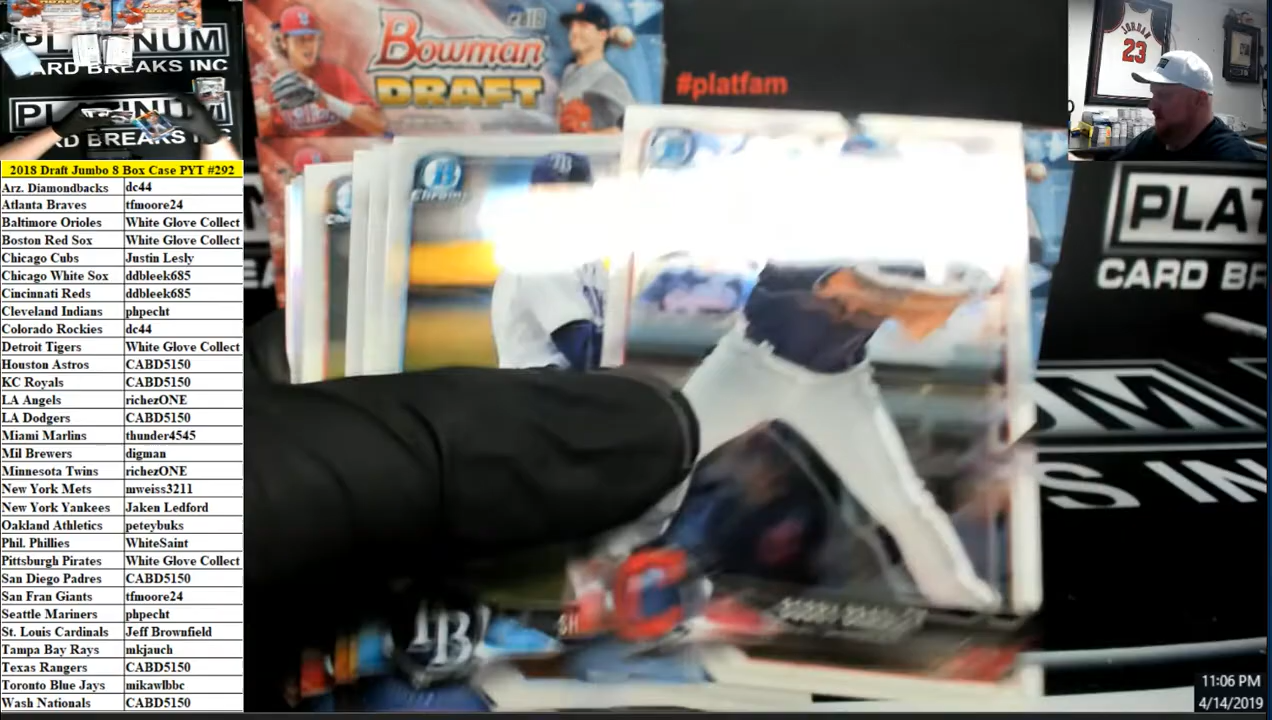 PLATINUM
CARD BREAKS INC
PLATINUM
CARD BREAKS INC
2018
Bowman
DRAFT
#platfam
JORDAN
23
2018 Draft Jumbo 8 Box Case PYT #292
Arz. Diamondbacks dc44
Atlanta Braves tfmoore24
Baltimore Orioles White Glove Collect
Boston Red Sox White Glove Collect
Chicago Cubs Justin Lesly
Chicago White Sox ddbleek685
Cincinnati Reds ddbleek685
Cleveland Indians phpecht
Colorado Rockies dc44
Detroit Tigers White Glove Collect
Houston Astros CABD5150
KC Royals CABD5150
LA Angels richezONE
LA Dodgers CABD5150
Miami Marlins thunder4545
Mil Brewers digman
Minnesota Twins richezONE
New York Mets mweiss3211
New York Yankees Jaken Ledford
Oakland Athletics peteybuks
Phil. Phillies WhiteSaint
Pittsburgh Pirates White Glove Collect
San Diego Padres CABD5150
San Fran Giants tfmoore24
Seattle Mariners phpecht
St. Louis Cardinals Jeff Brownfield
Tampa Bay Rays mkjauch
Texas Rangers CABD5150
Toronto Blue Jays mikawlbbc
Wash Nationals CABD5150
B
Chrome
TB
C
PLAT
CARD BR
UM
S IN
11:06 PM
4/14/2019